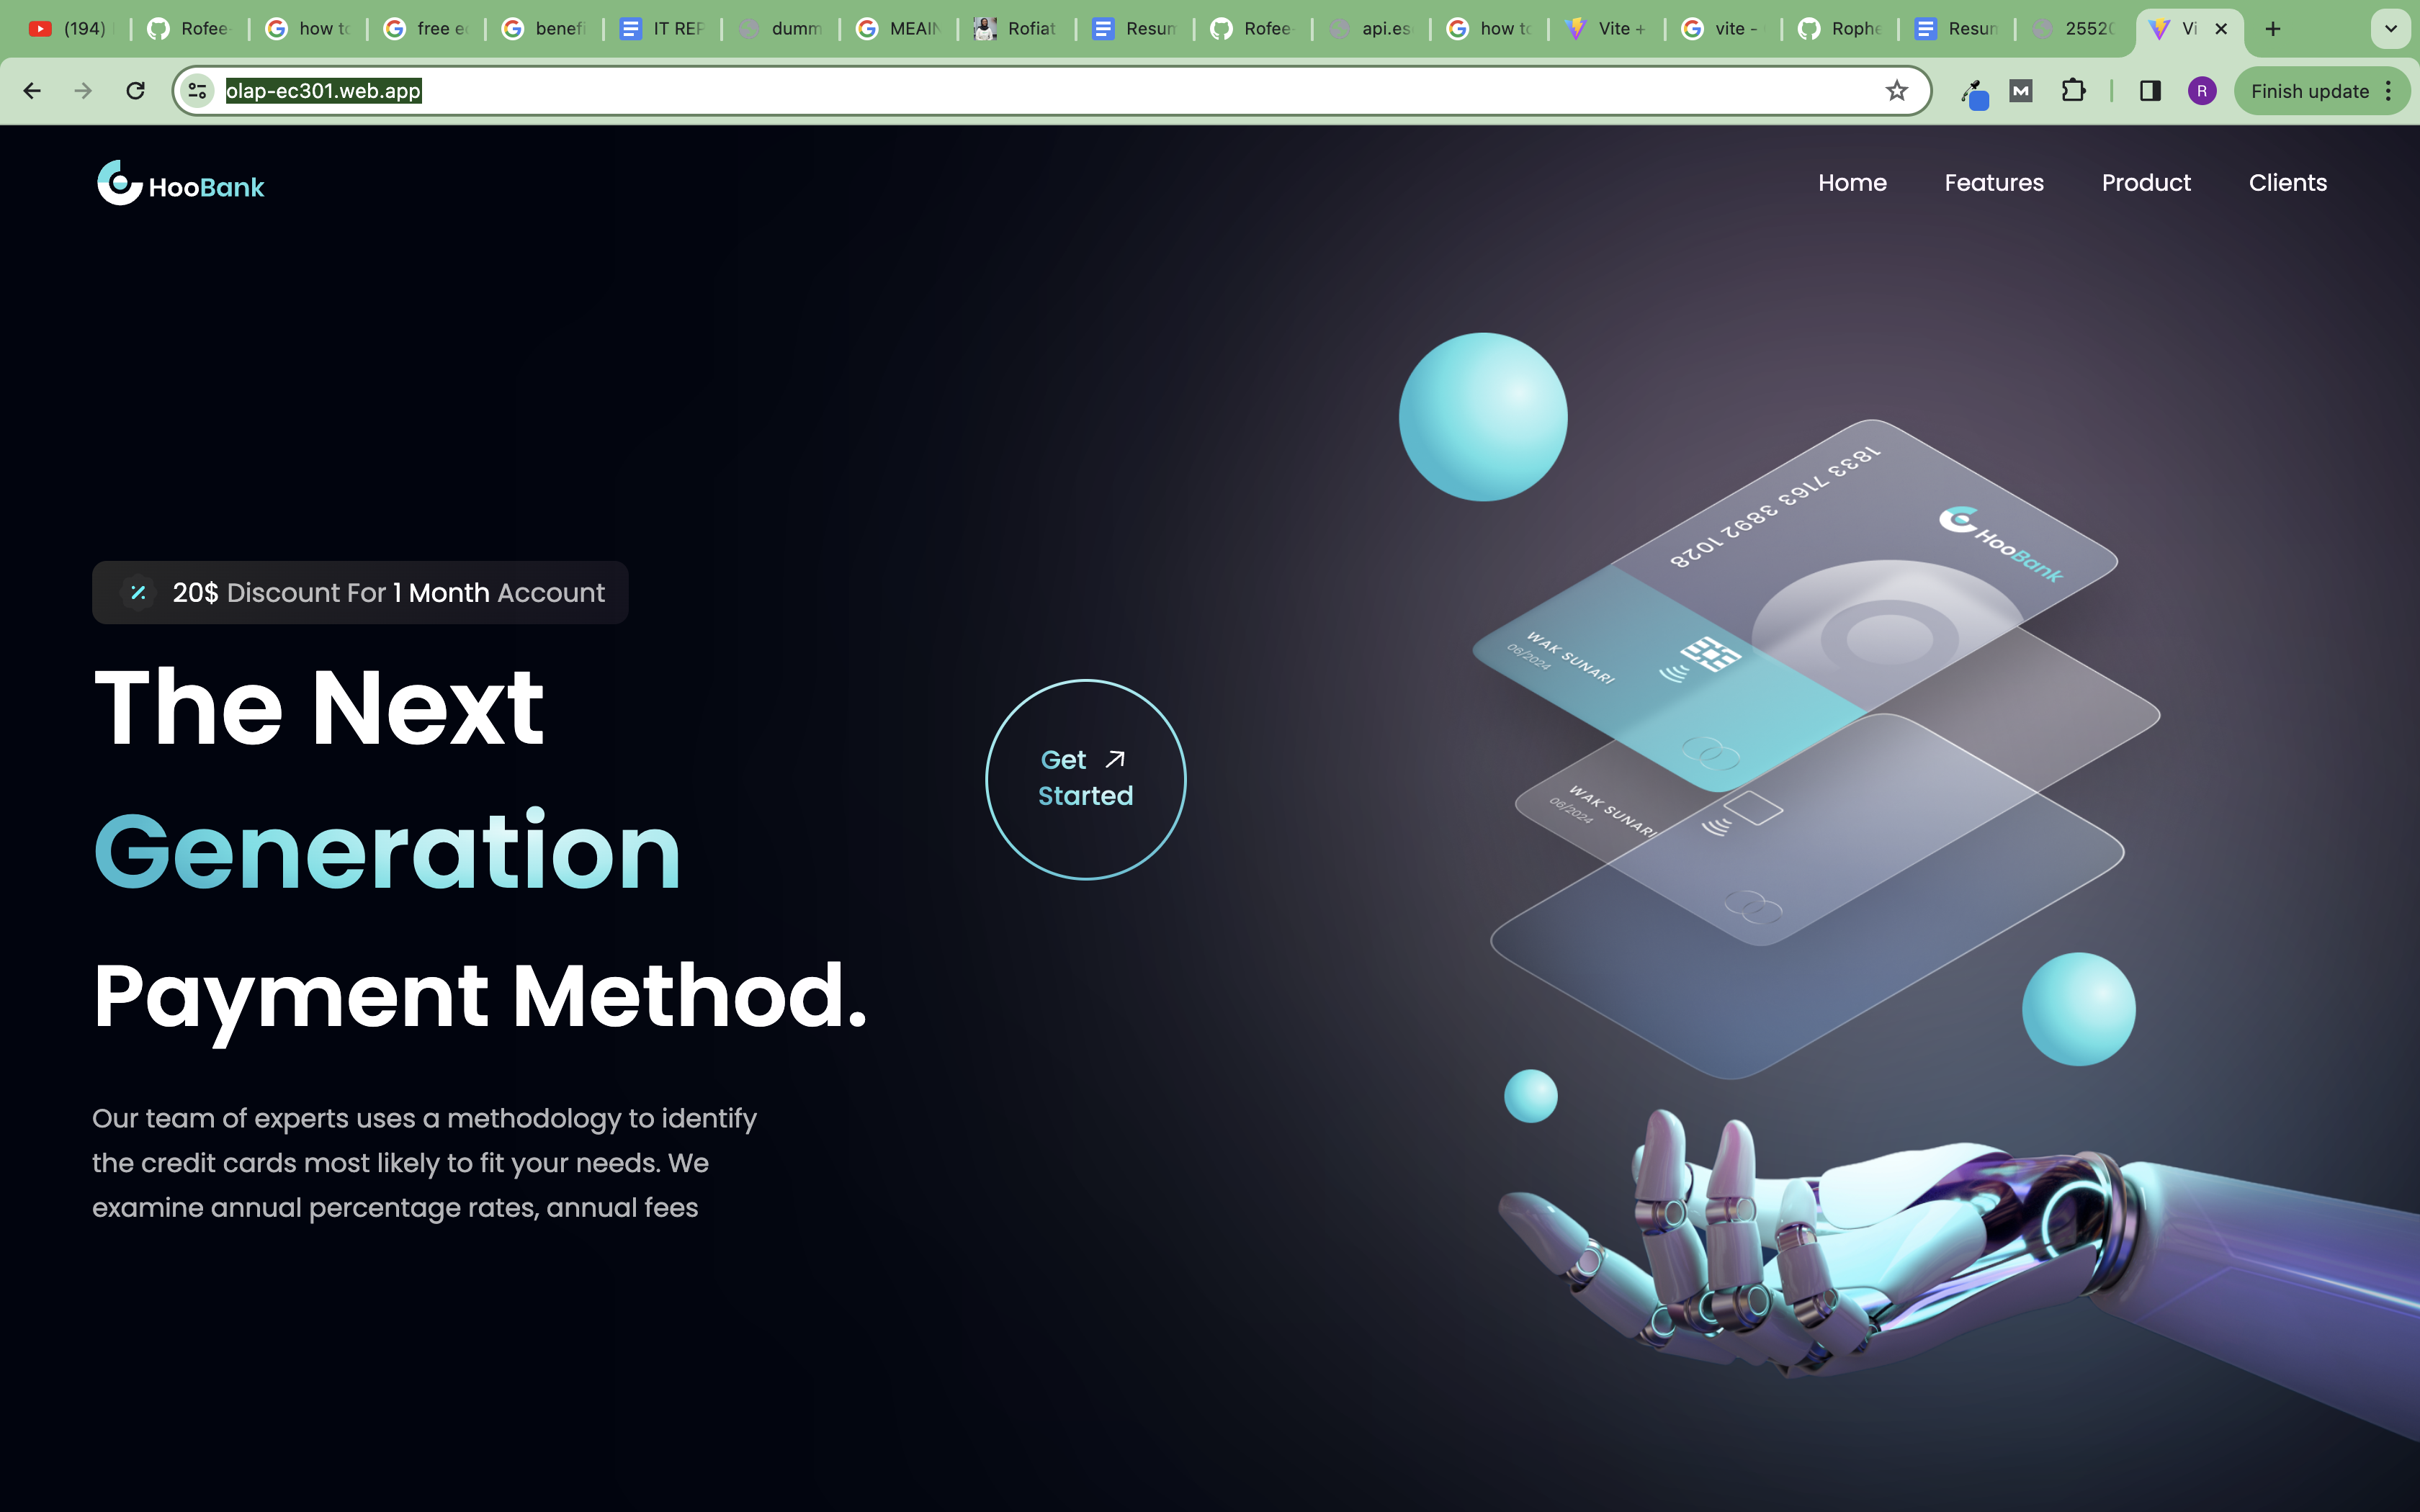 (194)
Rofee-
how to
free ec
benefi
IT REP
dumm
MEAIN
Rofiat
Resum
Rofee-
api.es
how to
Vite +
vite -
Rophe
Resum
25520
Vi
olap-ec301.web.app
M
R
Finish update
HooBank
Home
Features
Product
Clients
20$ Discount For 1 Month Account
The Next
Generation
Payment Method.
Get
Started
Our team of experts uses a methodology to identify
the credit cards most likely to fit your needs. We
examine annual percentage rates, annual fees
1833 7163 3892 1028
HooBank
WAK SUNARI
06/2024
WAK SUNARI
06/2024